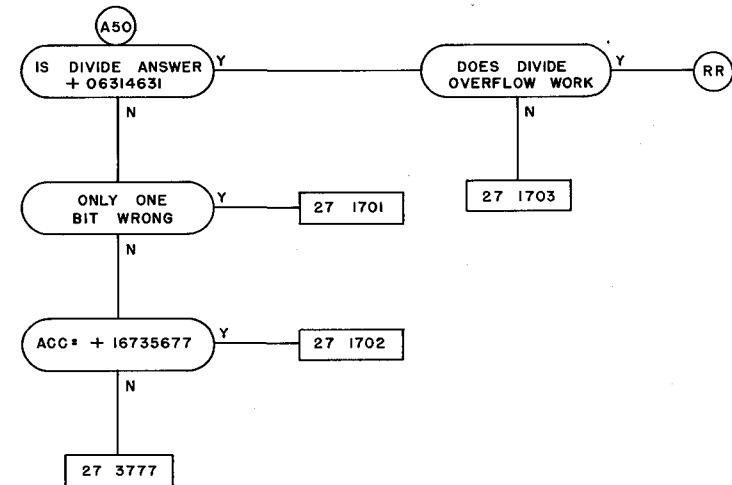 A50
IS DIVIDE ANSWER
+ 06314631
Y
N
DOES DIVIDE
OVERFLOW WORK
Y
RR
N
27 1703
ONLY ONE
BIT WRONG
Y
27 1701
N
ACC= + 16735677
Y
27 1702
N
27 3777